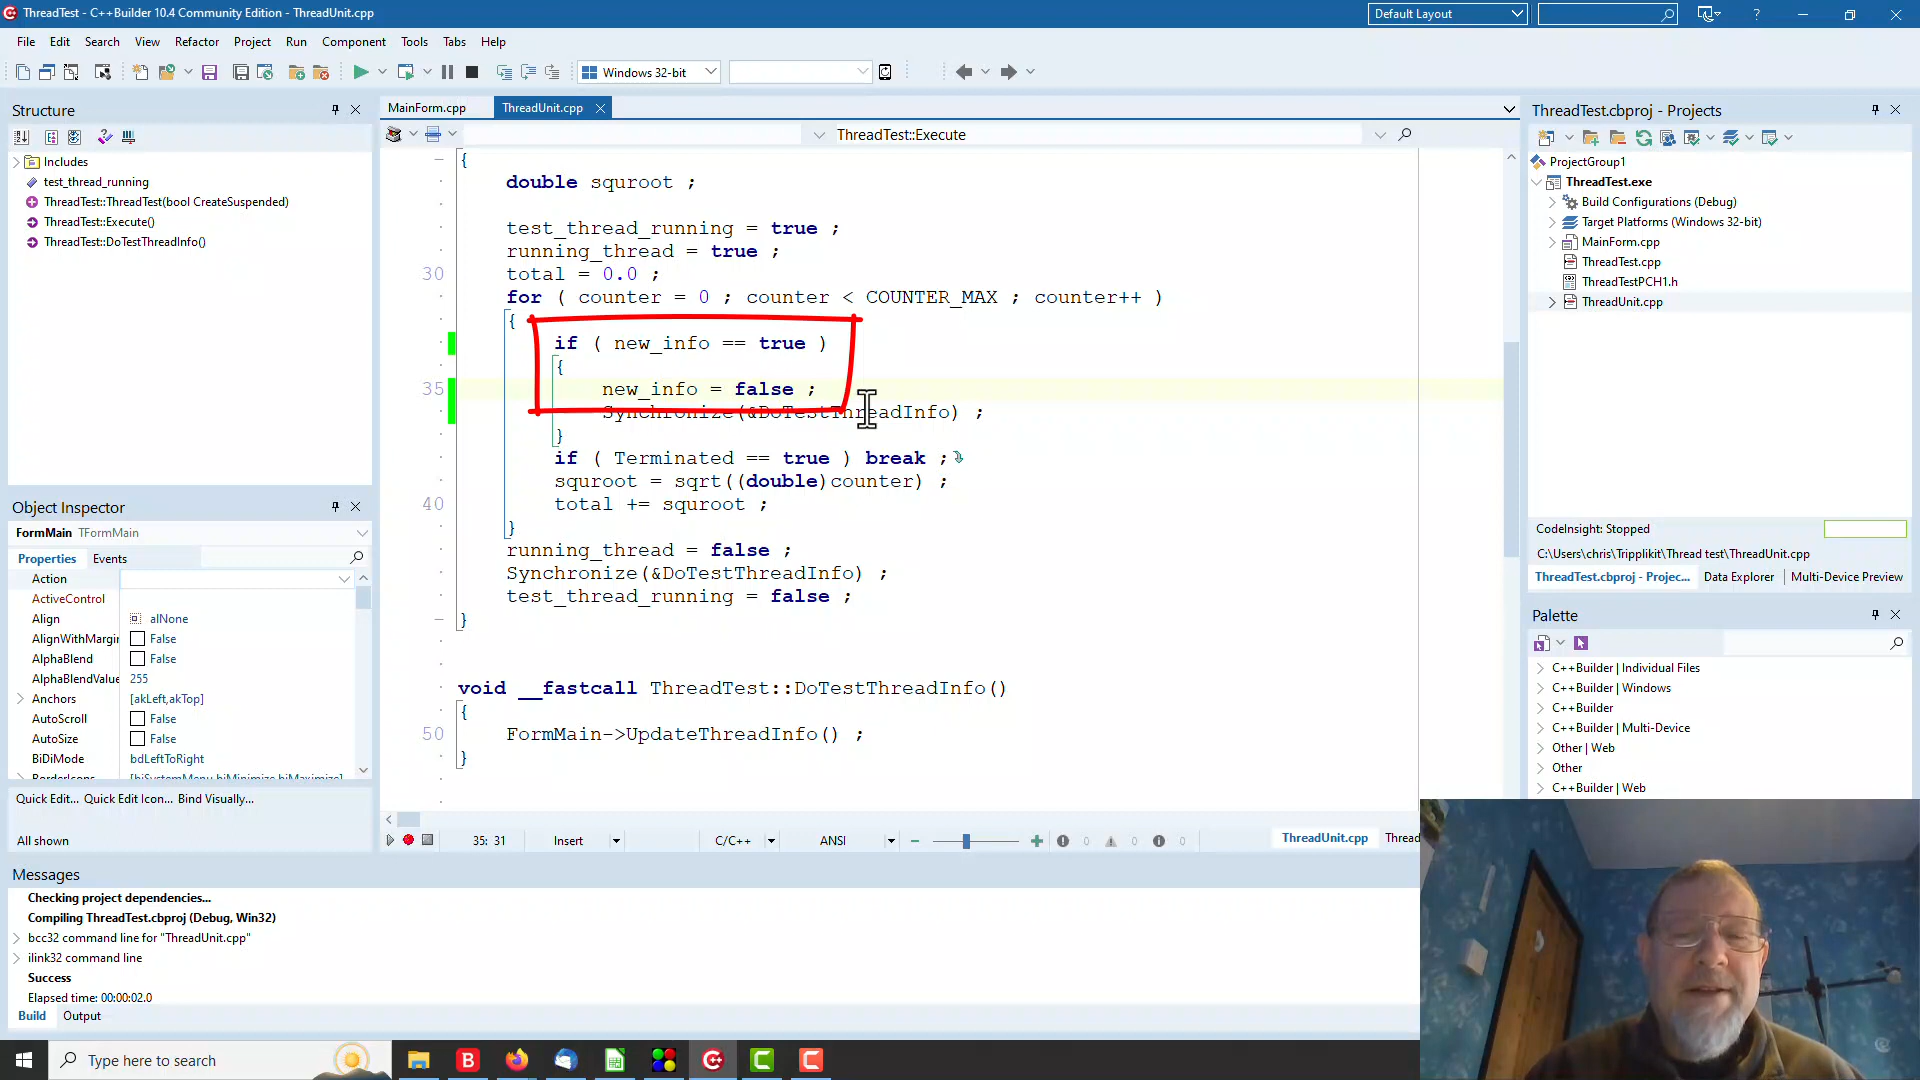 ThreadTest - C++Builder 10.4 Community Edition - ThreadUnit.cpp
Default Layout
?
File Edit Search View Refactor Project Run Component Tools Tabs Help
Windows 32-bit
Structure
Includes
test_thread_running
ThreadTest::ThreadTest(bool CreateSuspended)
ThreadTest::Execute()
ThreadTest::DoTestThreadInfo()
Object Inspector
FormMain TFormMain
Properties Events
Action
ActiveControl
Align alNone
AlignWithMargi False
AlphaBlend False
AlphaBlendValue 255
Anchors [akLeft,akTop]
AutoScroll False
AutoSize False
BiDiMode bdLeftToRight
BorderIcons [biSystemMenu,biMinimize,biMaximize]
Quick Edit... Quick Edit Icon... Bind Visually...
All shown
MainForm.cpp ThreadUnit.cpp
ThreadTest::Execute
{
double squroot ;
test_thread_running = true ;
running_thread = true ;
30 total = 0.0 ;
for ( counter = 0 ; counter < COUNTER_MAX ; counter++ )
{
if ( new_info == true )
{
35 new_info = false ;
Synchronize(&DoTestThreadInfo) ;
}
if ( Terminated == true ) break ;
squroot = sqrt((double)counter) ;
40 total += squroot ;
}
running_thread = false ;
Synchronize(&DoTestThreadInfo) ;
test_thread_running = false ;
}
void __fastcall ThreadTest::DoTestThreadInfo()
{
50 FormMain->UpdateThreadInfo() ;
}
35: 31 Insert C/C++ ANSI 0 0 0 ThreadUnit.cpp Thread
ThreadTest.cbproj - Projects
ProjectGroup1
ThreadTest.exe
Build Configurations (Debug)
Target Platforms (Windows 32-bit)
MainForm.cpp
ThreadTest.cpp
ThreadTestPCH1.h
ThreadUnit.cpp
CodeInsight: Stopped
C:\Users\chris\Tripplikit\Thread test\ThreadUnit.cpp
ThreadTest.cbproj - Projec... Data Explorer Multi-Device Preview
Palette
C++Builder | Individual Files
C++Builder | Windows
C++Builder
C++Builder | Multi-Device
Other | Web
Other
C++Builder | Web
Messages
Checking project dependencies...
Compiling ThreadTest.cbproj (Debug, Win32)
bcc32 command line for "ThreadUnit.cpp"
ilink32 command line
Success
Elapsed time: 00:00:02.0
Build Output
Type here to search
B